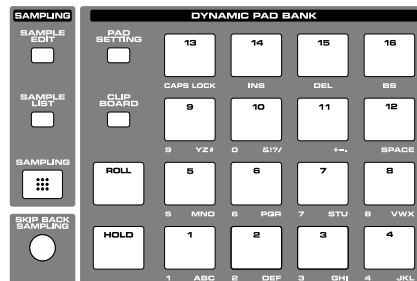 SAMPLING
DYNAMIC PAD BANK
SAMPLE
EDIT
PAD
SETTING
13
14
15
16
CAPS LOCK
INS
DEL
BS
SAMPLE
LIST
CLIP
BOARD
9
10
11
12
9
YZ#
0
&!?/
+-.
SPACE
SAMPLING
ROLL
5
6
7
8
5
MNO
6
PQR
7
STU
8
VWX
SKIP BACK
SAMPLING
HOLD
1
2
3
4
1
ABC
2
DEF
3
GHI
4
JKL